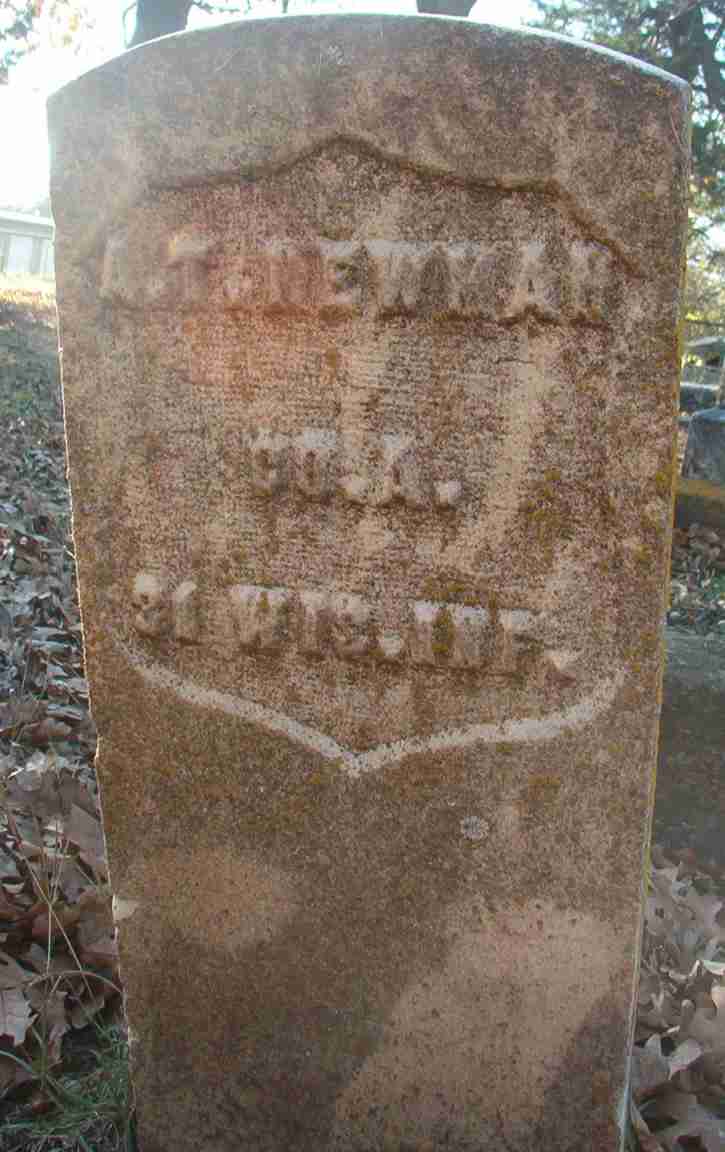 A.T. NEWMAN
CO. A.
31 WIS. INF.